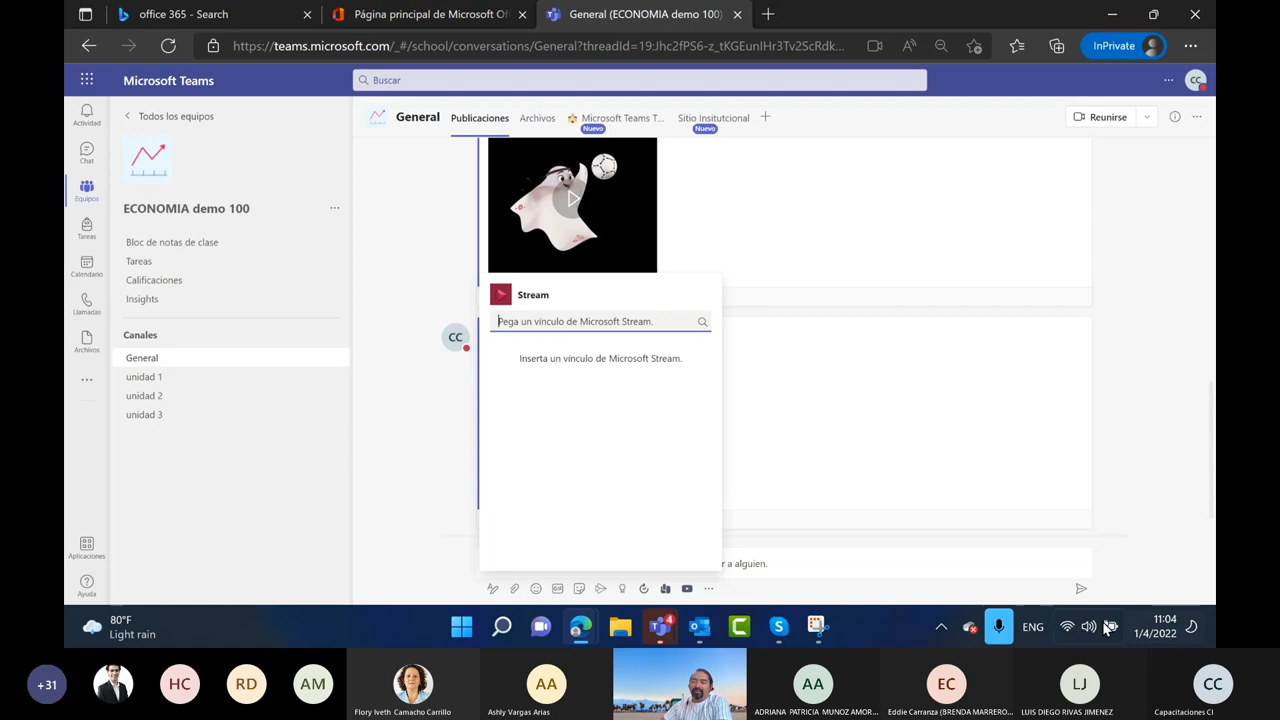 office 365 - Search
Página principal de Microsoft Of
General (ECONOMIA demo 100)
https://teams.microsoft.com/_#/school/conversations/General?threadId=19:Jhc2fPS6-z_tKGEunIHr3Tv2ScRdk...
InPrivate
Microsoft Teams
Buscar
CC
Actividad
Chat
Equipos
Tareas
Calendario
Llamadas
Archivos
Aplicaciones
Ayuda
Todos los equipos
ECONOMIA demo 100
Bloc de notas de clase
Tareas
Calificaciones
Insights
Canales
General
unidad 1
unidad 2
unidad 3
General
Publicaciones
Archivos
Microsoft Teams T...
Nuevo
Sitio Insitutcional
Nuevo
Reunirse
CC
Stream
Pega un vínculo de Microsoft Stream.
Inserta un vínculo de Microsoft Stream.
r a alguien.
GIF
80°F
Light rain
4
ENG
11:04
1/4/2022
+31
HC
RD
AM
Flory Iveth Camacho Carrillo
AA
Ashly Vargas Arias
AA
ADRIANA PATRICIA MUÑOZ AMOR...
EC
Eddie Carranza (BRENDA MARRERO...
LJ
LUIS DIEGO RIVAS JIMENEZ
CC
Capacitaciones CI